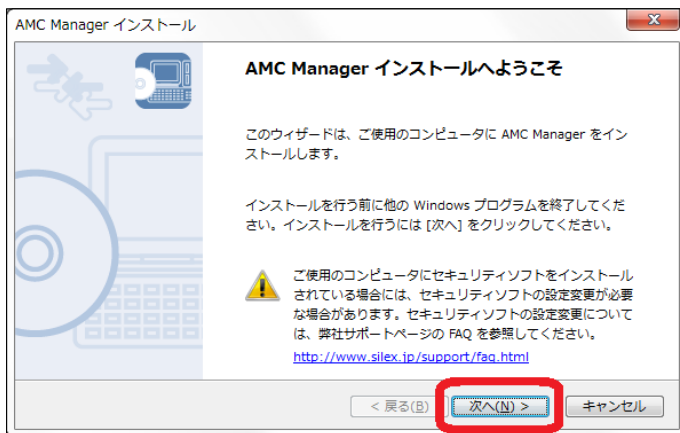 AMC Manager インストール
AMC Manager インストールへようこそ
このウィザードは、ご使用のコンピュータに AMC Manager をイン
ストールします。
インストールを行う前に他の Windows プログラムを終了してくだ
さい。インストールを行うには [次へ] をクリックしてください。
ご使用のコンピュータにセキュリティソフトをインストール
されている場合には、セキュリティソフトの設定変更が必要
な場合があります。セキュリティソフトの設定変更について
は、弊社サポートページの FAQ を参照してください。
http://www.silex.jp/support/faq.html
< 戻る(B) 次へ(N) > キャンセル